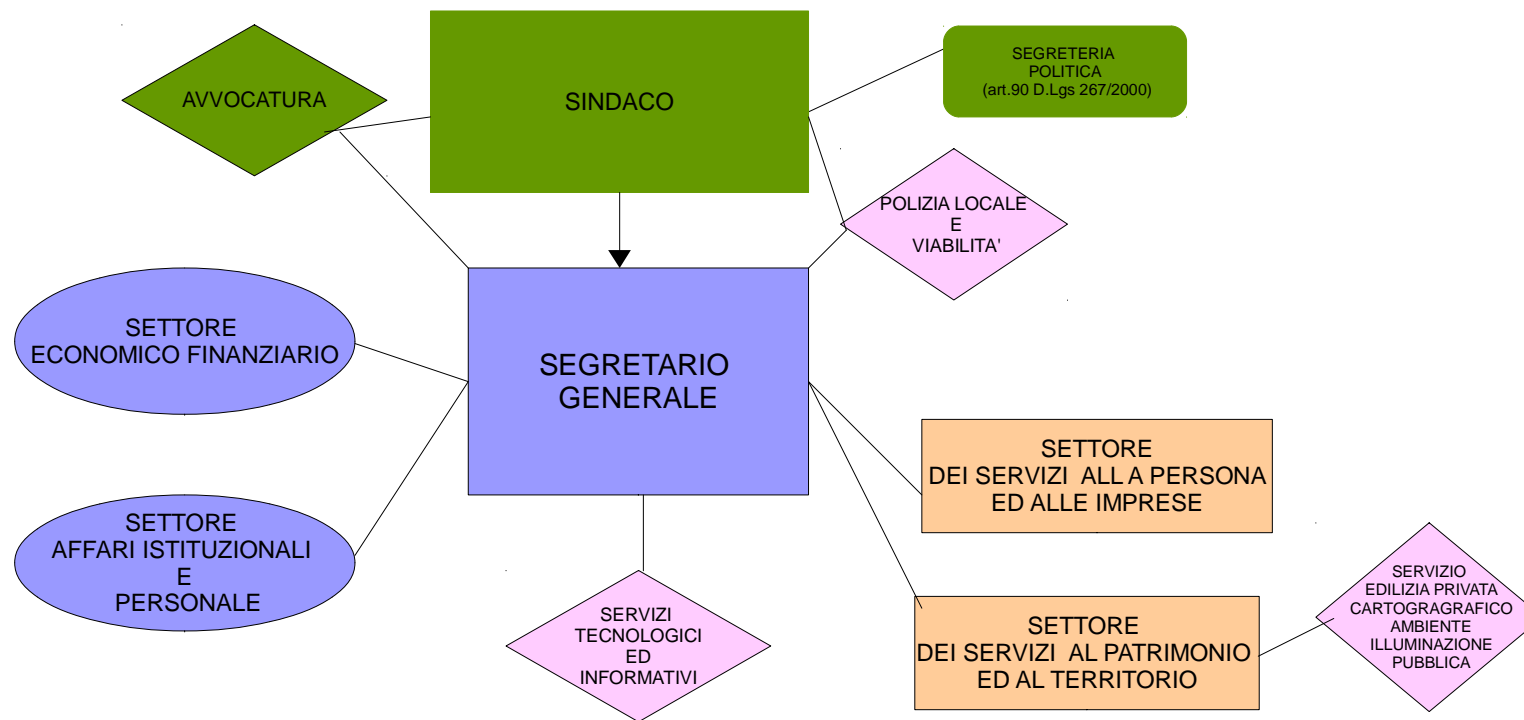 AVVOCATURA
SINDACO
SEGRETERIA
POLITICA
(art.90 D.Lgs 267/2000)
POLIZIA LOCALE
E
VIABILITA'
SETTORE
ECONOMICO FINANZIARIO
SEGRETARIO
GENERALE
SETTORE
DEI SERVIZI ALL A PERSONA
ED ALLE IMPRESE
SETTORE
AFFARI ISTITUZIONALI
E
PERSONALE
SERVIZI
TECNOLOGICI
ED
INFORMATIVI
SETTORE
DEI SERVIZI AL PATRIMONIO
ED AL TERRITORIO
SERVIZIO
EDILIZIA PRIVATA
CARTOGRAGRAFICO
AMBIENTE
ILLUMINAZIONE
PUBBLICA